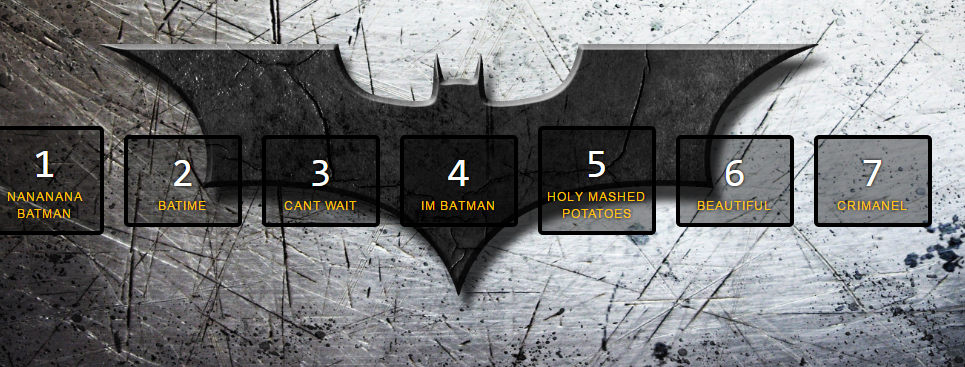 1
NANANANA
BATMAN
2
BATIME
3
CANT WAIT
4
IM BATMAN
5
HOLY MASHED
POTATOES
6
BEAUTIFUL
7
CRIMANEL